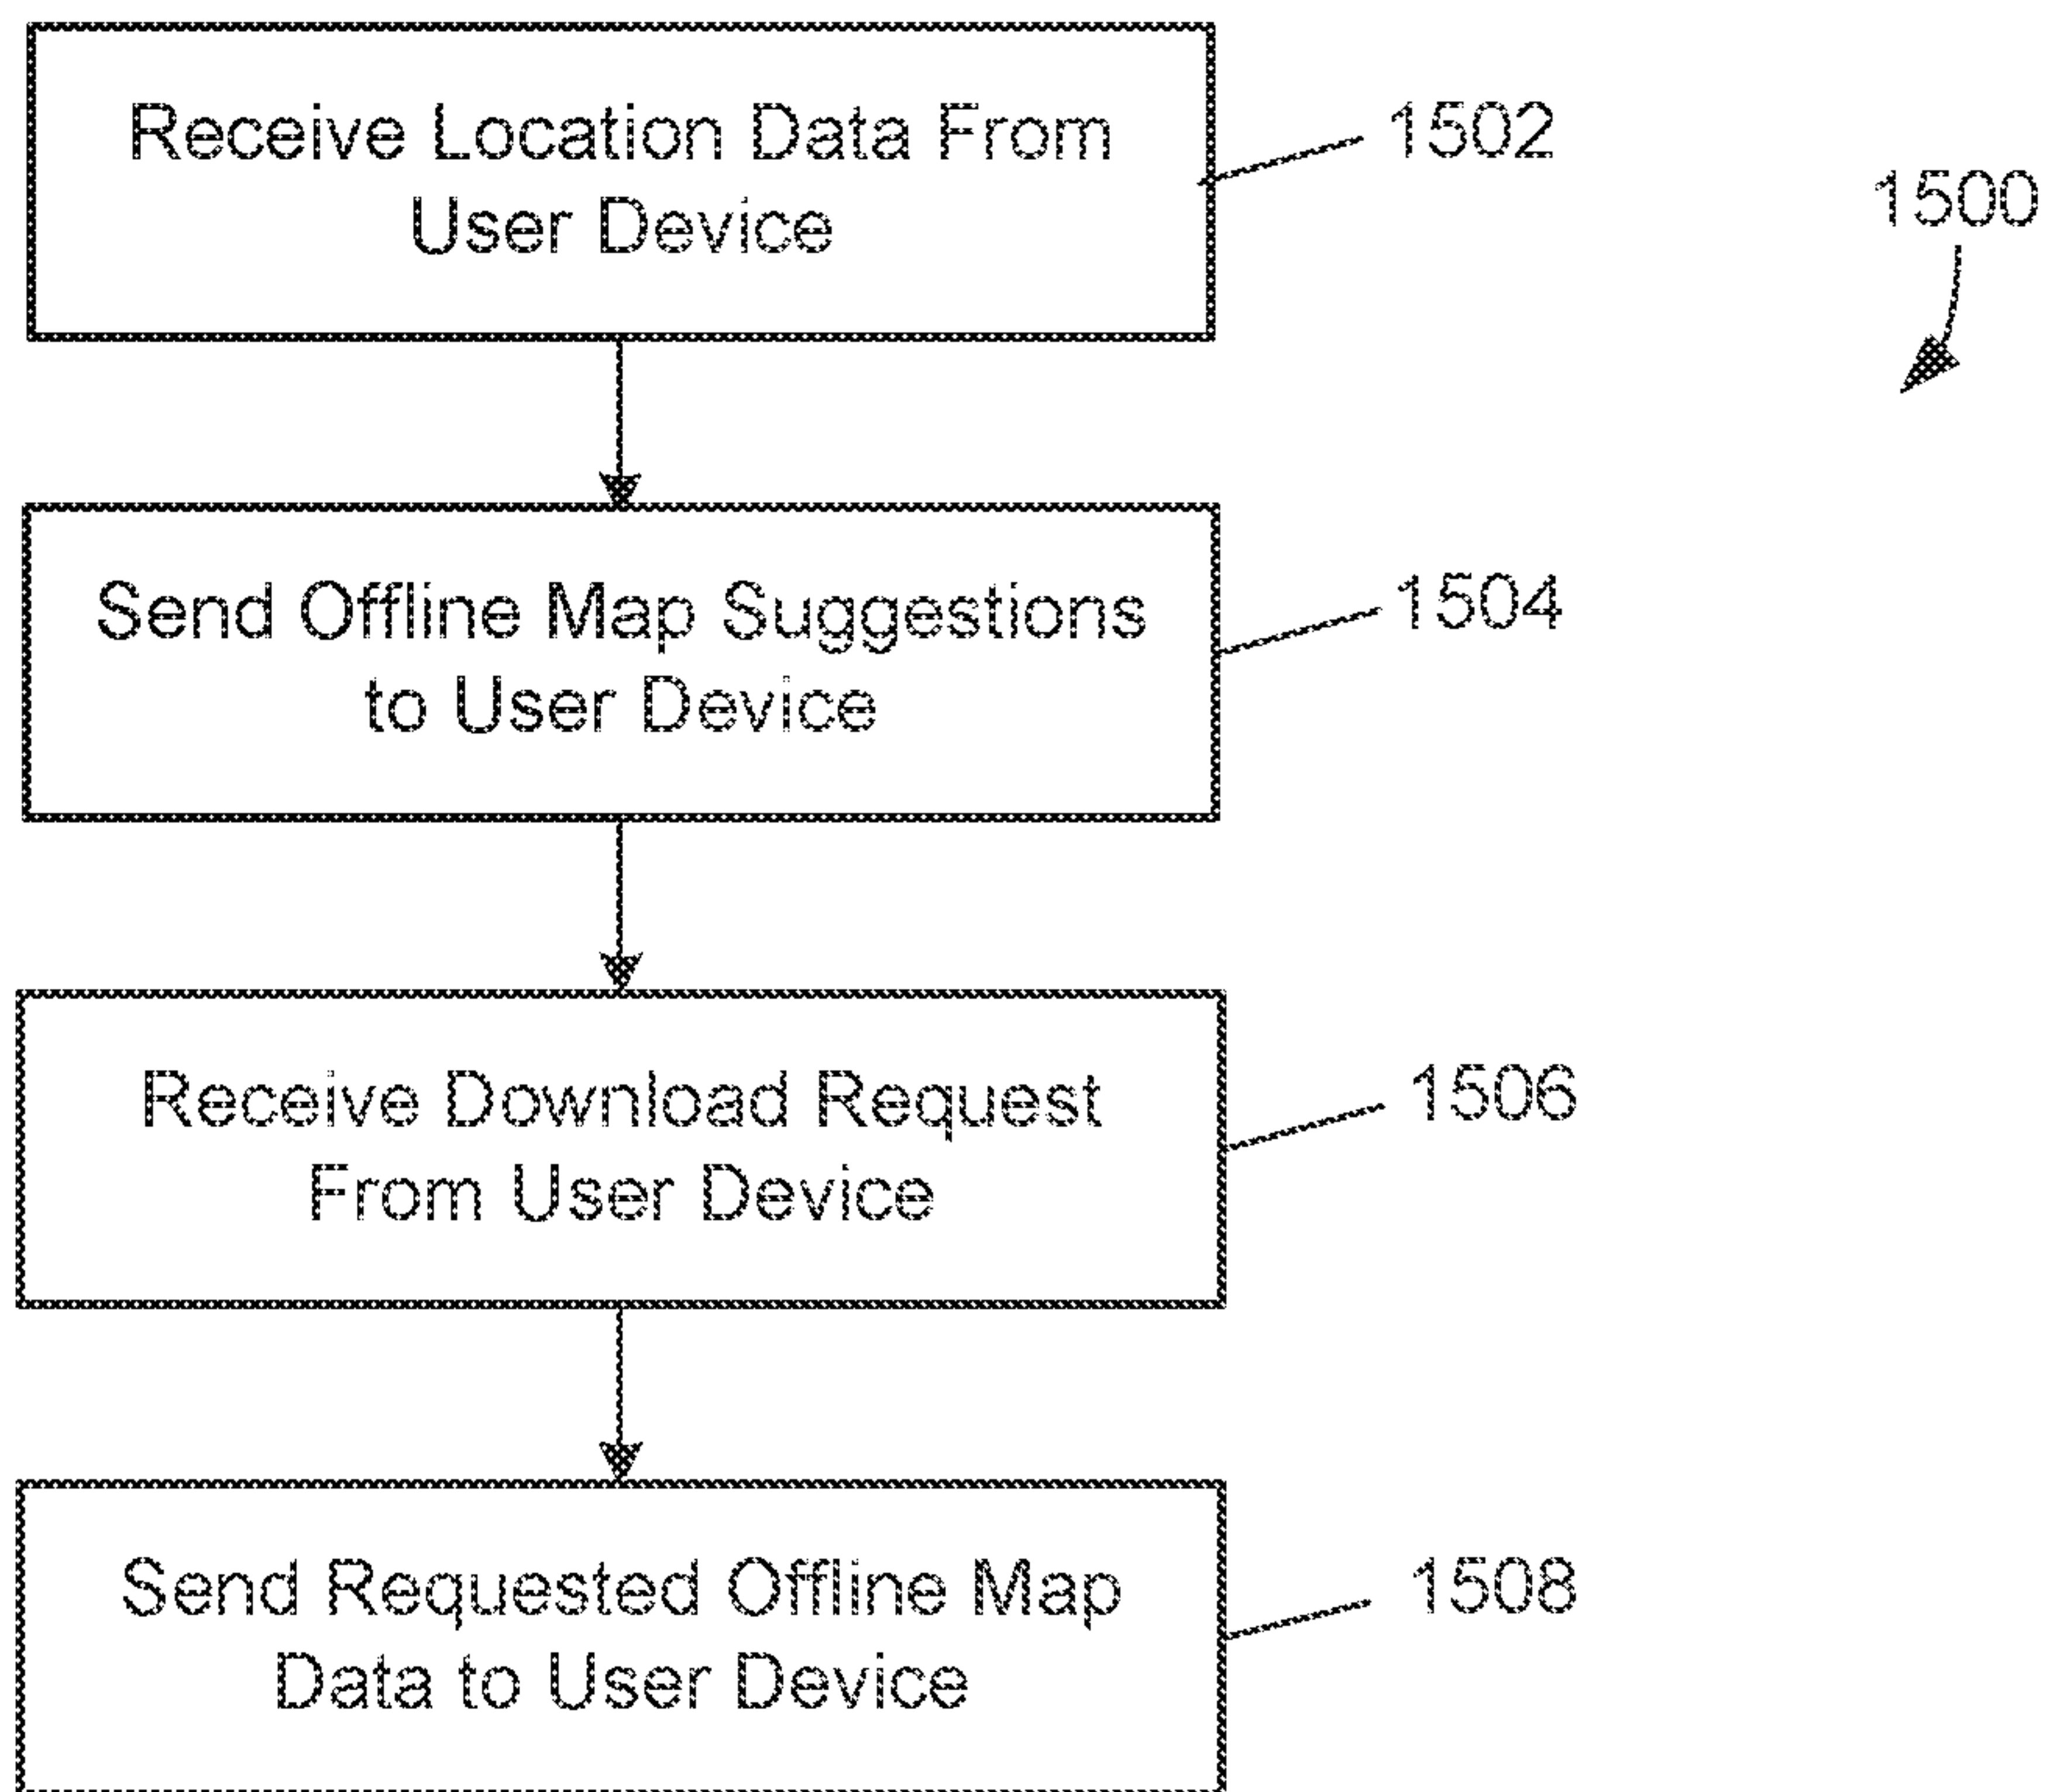 Receive Location Data From
User Device
1502
1500
Send Offline Map Suggestions
to User Device
1504
Receive Download Request
From User Device
1506
Send Requested Offline Map
Data to User Device
1508